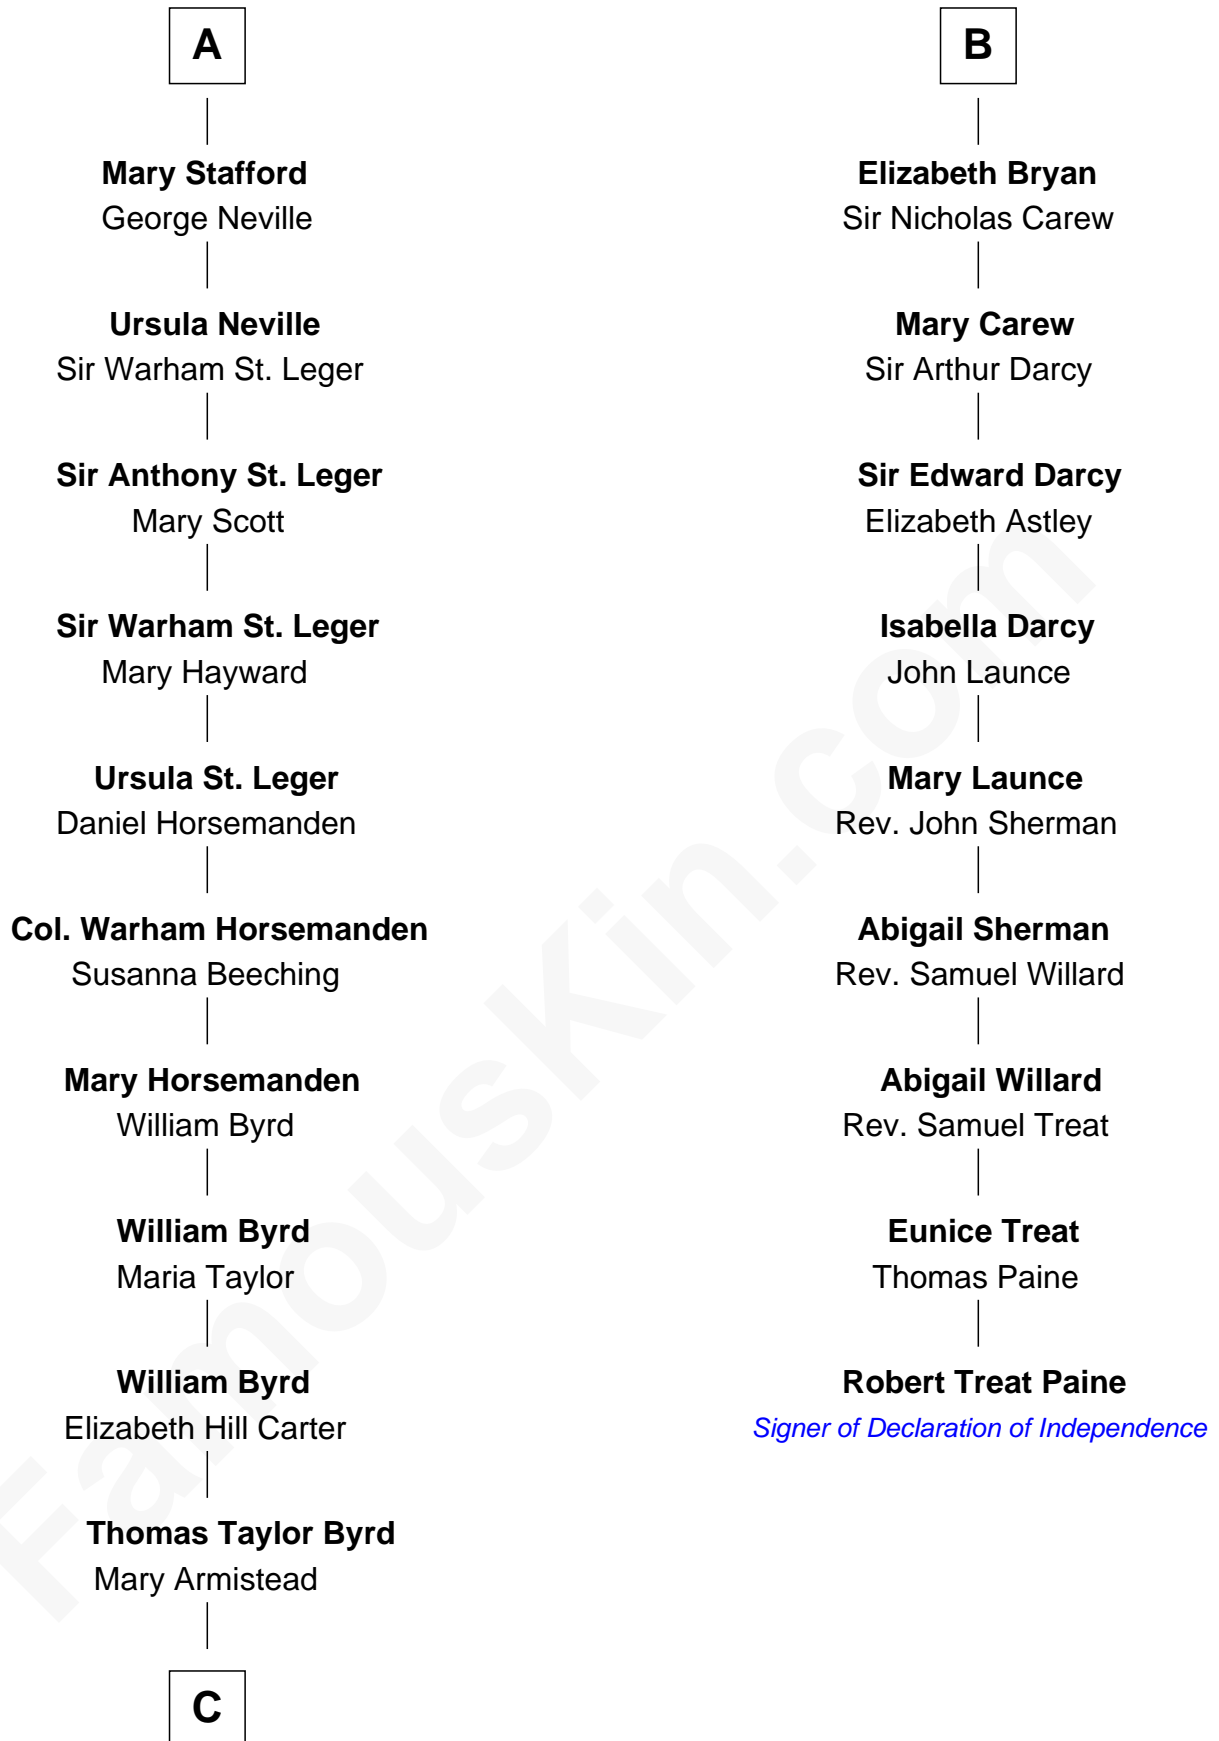 A
Mary Stafford
George Neville
Ursula Neville
Sir Warham St. Leger
Sir Anthony St. Leger
Mary Scott
Sir Warham St. Leger
Mary Hayward
Ursula St. Leger
Daniel Horsemanden
Col. Warham Horsemanden
Susanna Beeching
Mary Horsemanden
William Byrd
William Byrd
Maria Taylor
William Byrd
Elizabeth Hill Carter
Thomas Taylor Byrd
Mary Armistead
C
B
Elizabeth Bryan
Sir Nicholas Carew
Mary Carew
Sir Arthur Darcy
Sir Edward Darcy
Elizabeth Astley
Isabella Darcy
John Launce
Mary Launce
Rev. John Sherman
Abigail Sherman
Rev. Samuel Willard
Abigail Willard
Rev. Samuel Treat
Eunice Treat
Thomas Paine
Robert Treat Paine
Signer of Declaration of Independence
FamousKin.com